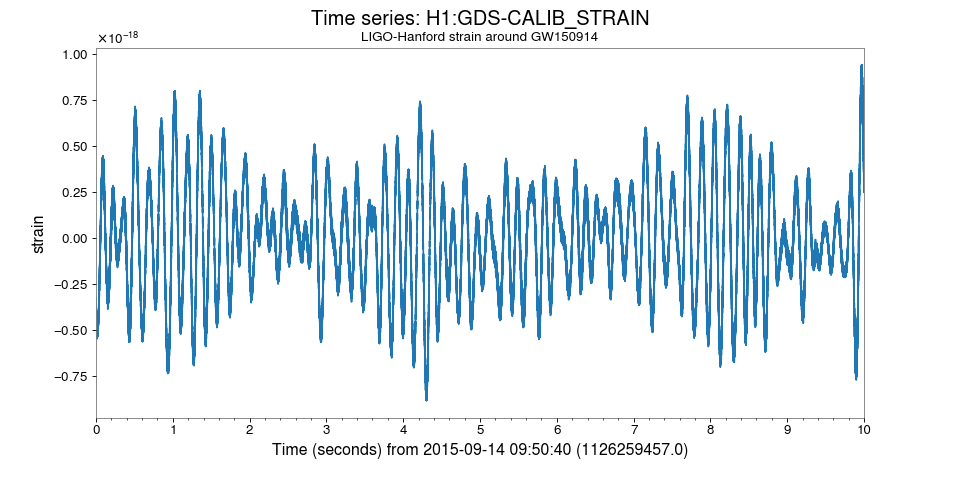 Time series: H1:GDS-CALIB_STRAIN
LIGO-Hanford strain around GW150914
×10⁻¹⁸
1.00
0.75
0.50
0.25
0.00
−0.25
−0.50
−0.75
strain
0 1 2 3 4 5 6 7 8 9 10
Time (seconds) from 2015-09-14 09:50:40 (1126259457.0)